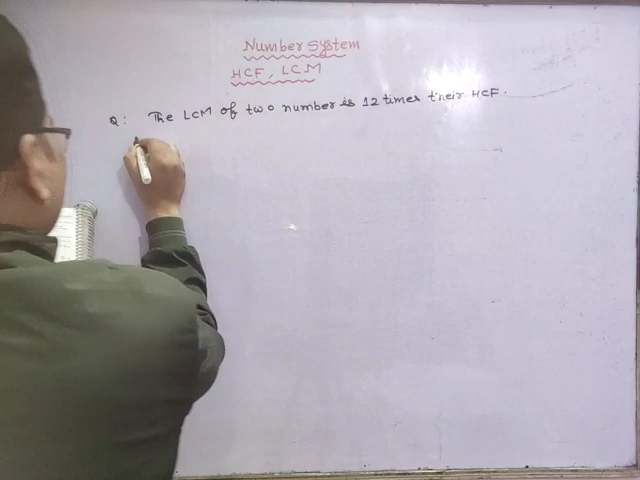 Number System
HCF, LCM
Q: The LCM of two number is 12 times their HCF.